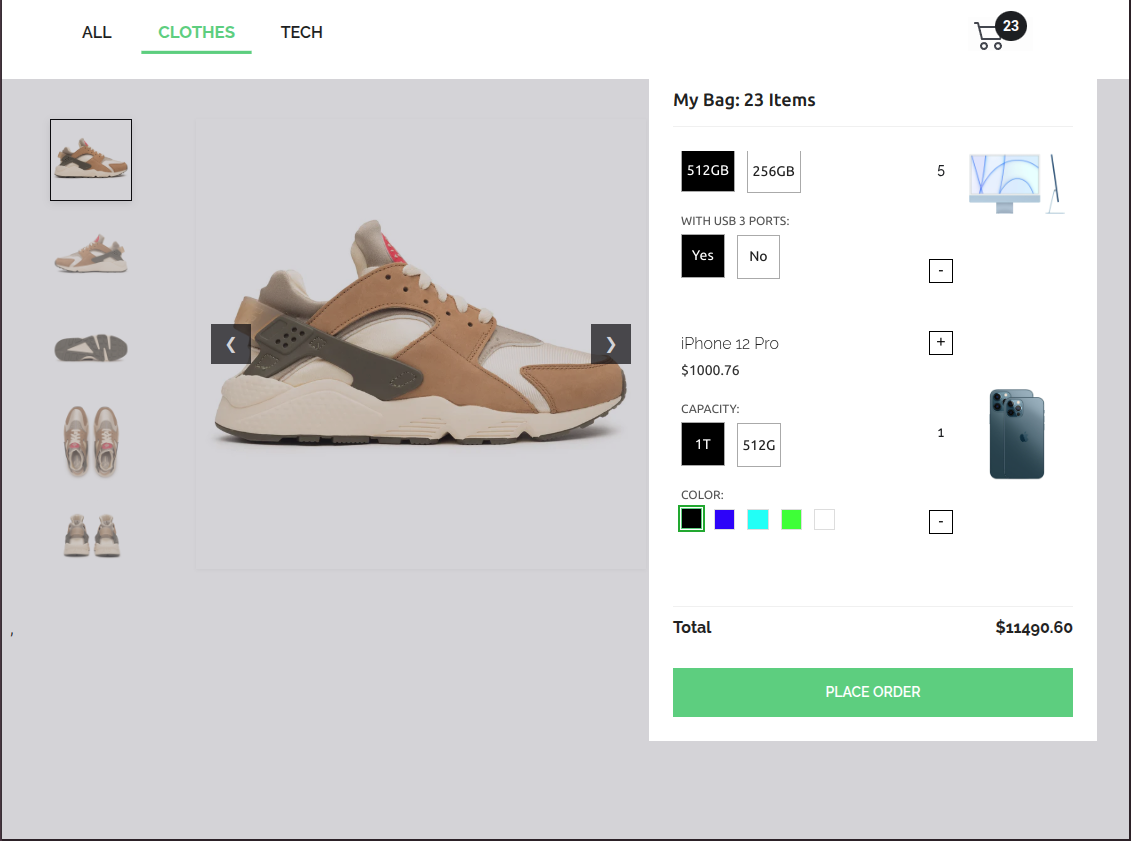 ALL CLOTHES TECH 23
My Bag: 23 Items
512GB 256GB 5
WITH USB 3 PORTS:
Yes No
-
iPhone 12 Pro +
$1000.76
CAPACITY:
1T 512G 1
COLOR:
-
❮ ❯
,
Total $11490.60
PLACE ORDER